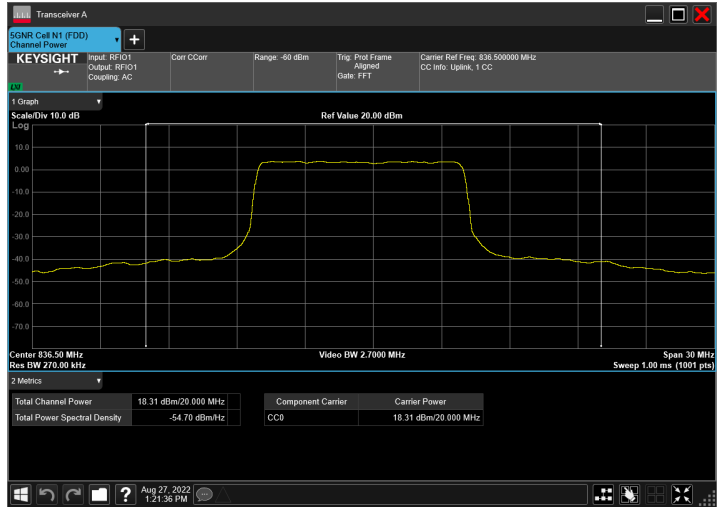 Transceiver A
5GNR Cell N1 (FDD)
Channel Power
KEYSIGHT
LXI
Input: RFIO1
Output: RFIO1
Coupling: AC
Corr CCorr
Range: -60 dBm
Trig: Prot Frame
Aligned
Gate: FFT
Carrier Ref Freq: 836.500000 MHz
CC Info: Uplink, 1 CC
1 Graph
Scale/Div 10.0 dB
Ref Value 20.00 dBm
Log
10.0
0.00
-10.0
-20.0
-30.0
-40.0
-50.0
-60.0
-70.0
Center 836.50 MHz
Video BW 2.7000 MHz
Span 30 MHz
Res BW 270.00 kHz
Sweep 1.00 ms (1001 pts)
2 Metrics
Total Channel Power 18.31 dBm/20.000 MHz
Total Power Spectral Density -54.70 dBm/Hz
Component Carrier Carrier Power
CC0 18.31 dBm/20.000 MHz
Aug 27, 2022
1:21:36 PM